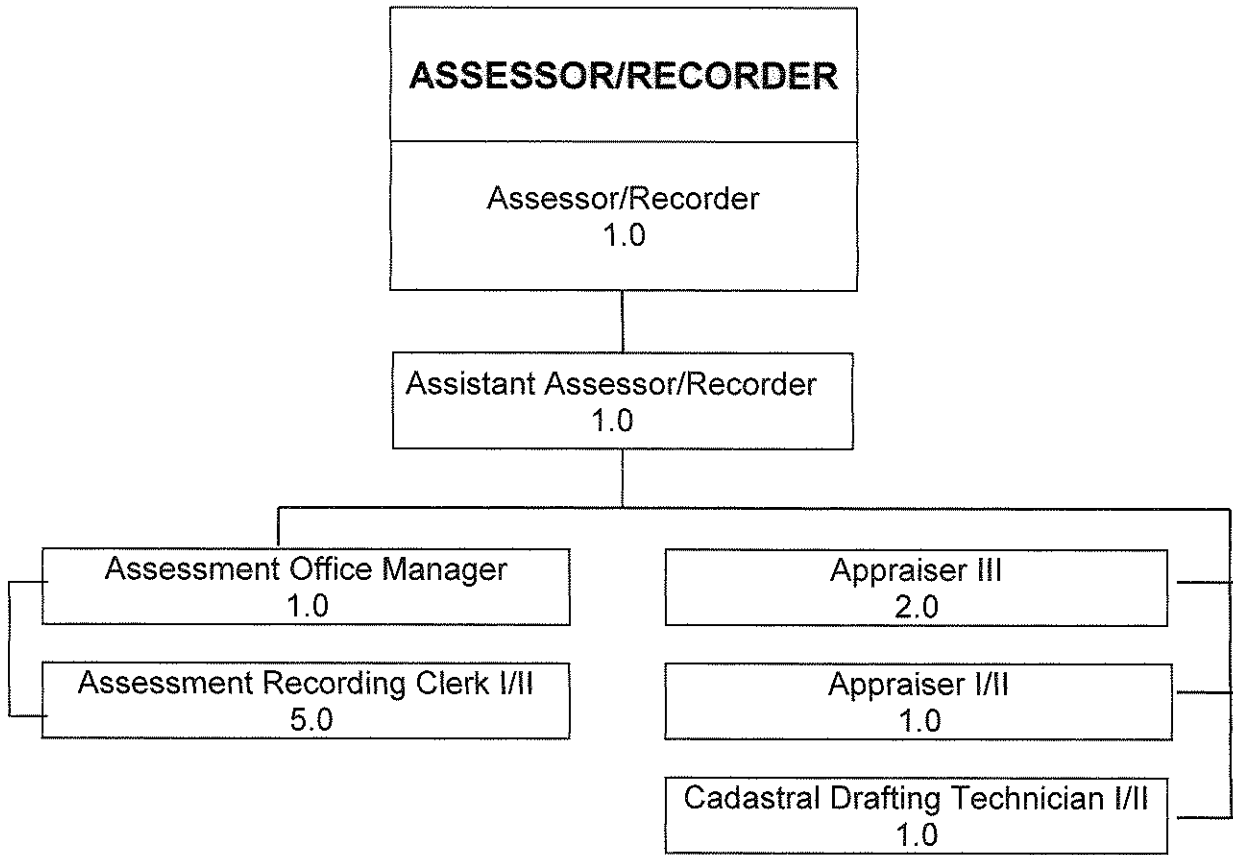 ASSESSOR/RECORDER
Assessor/Recorder
1.0
Assistant Assessor/Recorder
1.0
Assessment Office Manager
1.0
Assessment Recording Clerk I/II
5.0
Appraiser III
2.0
Appraiser I/II
1.0
Cadastral Drafting Technician I/II
1.0